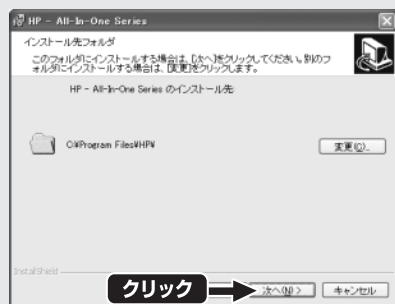 HP - All-In-One Series
インストール先フォルダ
このフォルダにインストールする場合は、[次へ]をクリックしてください。別のフ
ォルダにインストールする場合は、[変更]をクリックします。
HP - All-In-One Series のインストール先
C:¥Program Files¥HP¥
変更(C)...
InstallShield
クリック
次へ(N) >
キャンセル